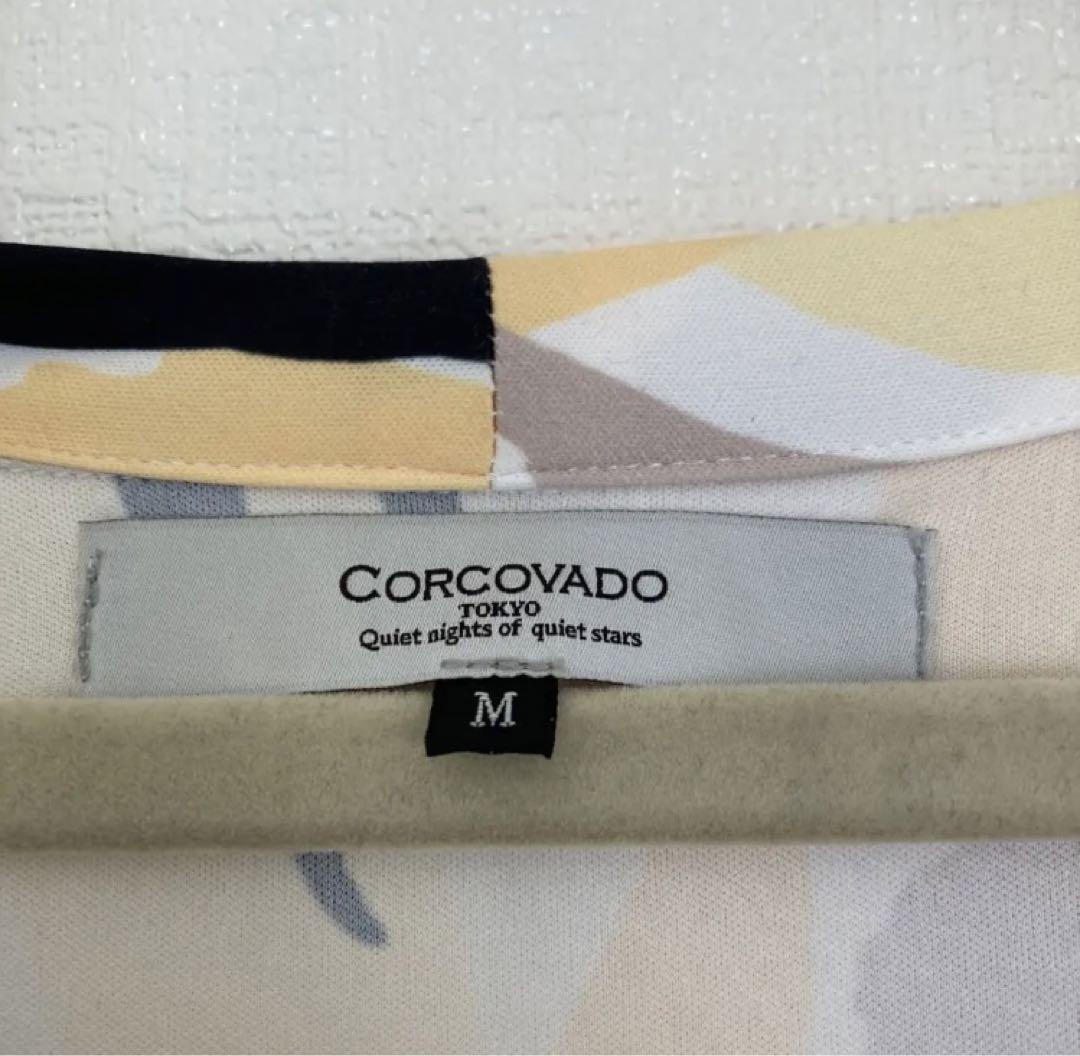 CORCOVADO
TOKYO
Quiet nights of quiet stars
M